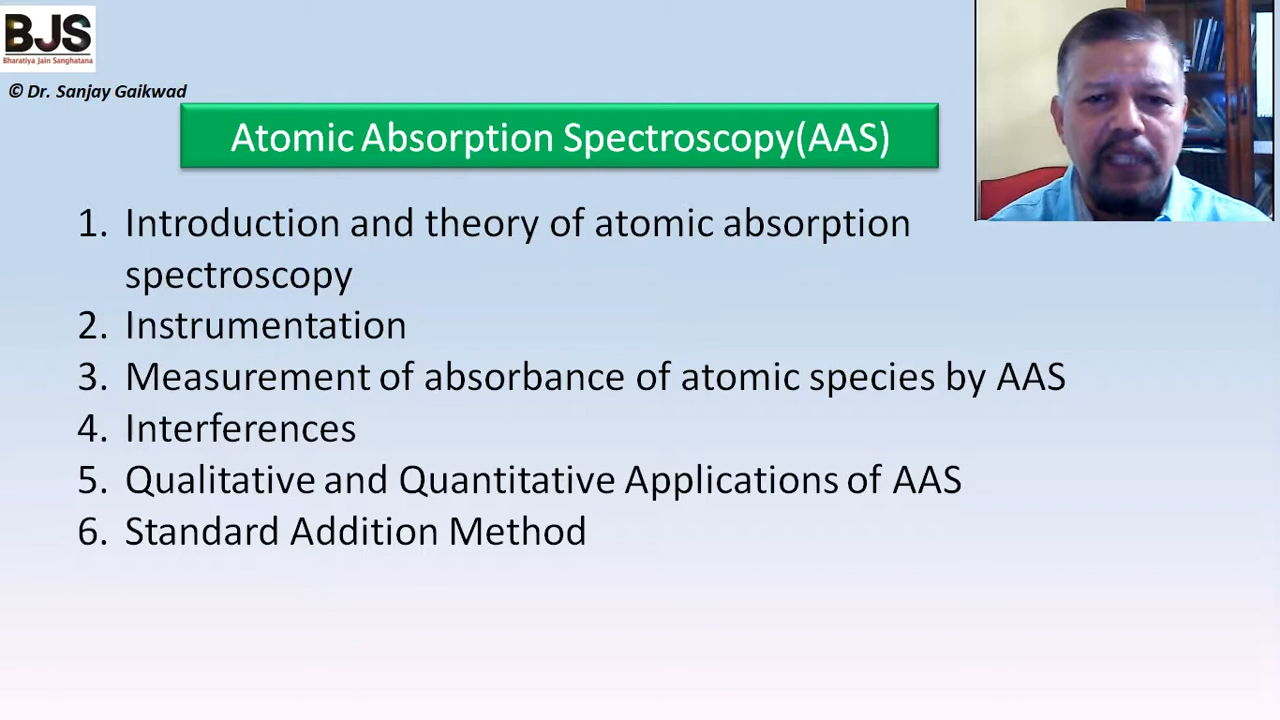 BJS
Bharatiya Jain Sanghatana
© Dr. Sanjay Gaikwad
Atomic Absorption Spectroscopy(AAS)
1. Introduction and theory of atomic absorption
spectroscopy
2. Instrumentation
3. Measurement of absorbance of atomic species by AAS
4. Interferences
5. Qualitative and Quantitative Applications of AAS
6. Standard Addition Method